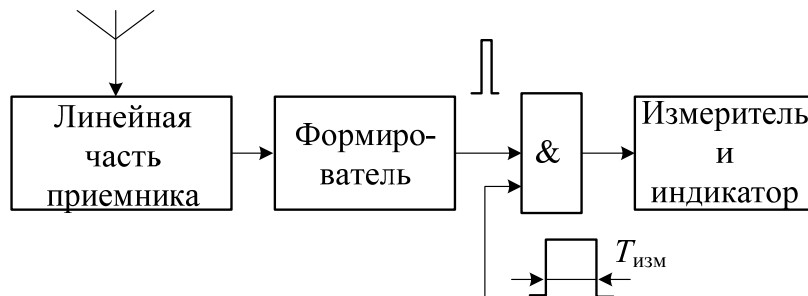 Линейная
часть
приемника
Формиро-
ватель
&
Измеритель
и
индикатор
Tизм